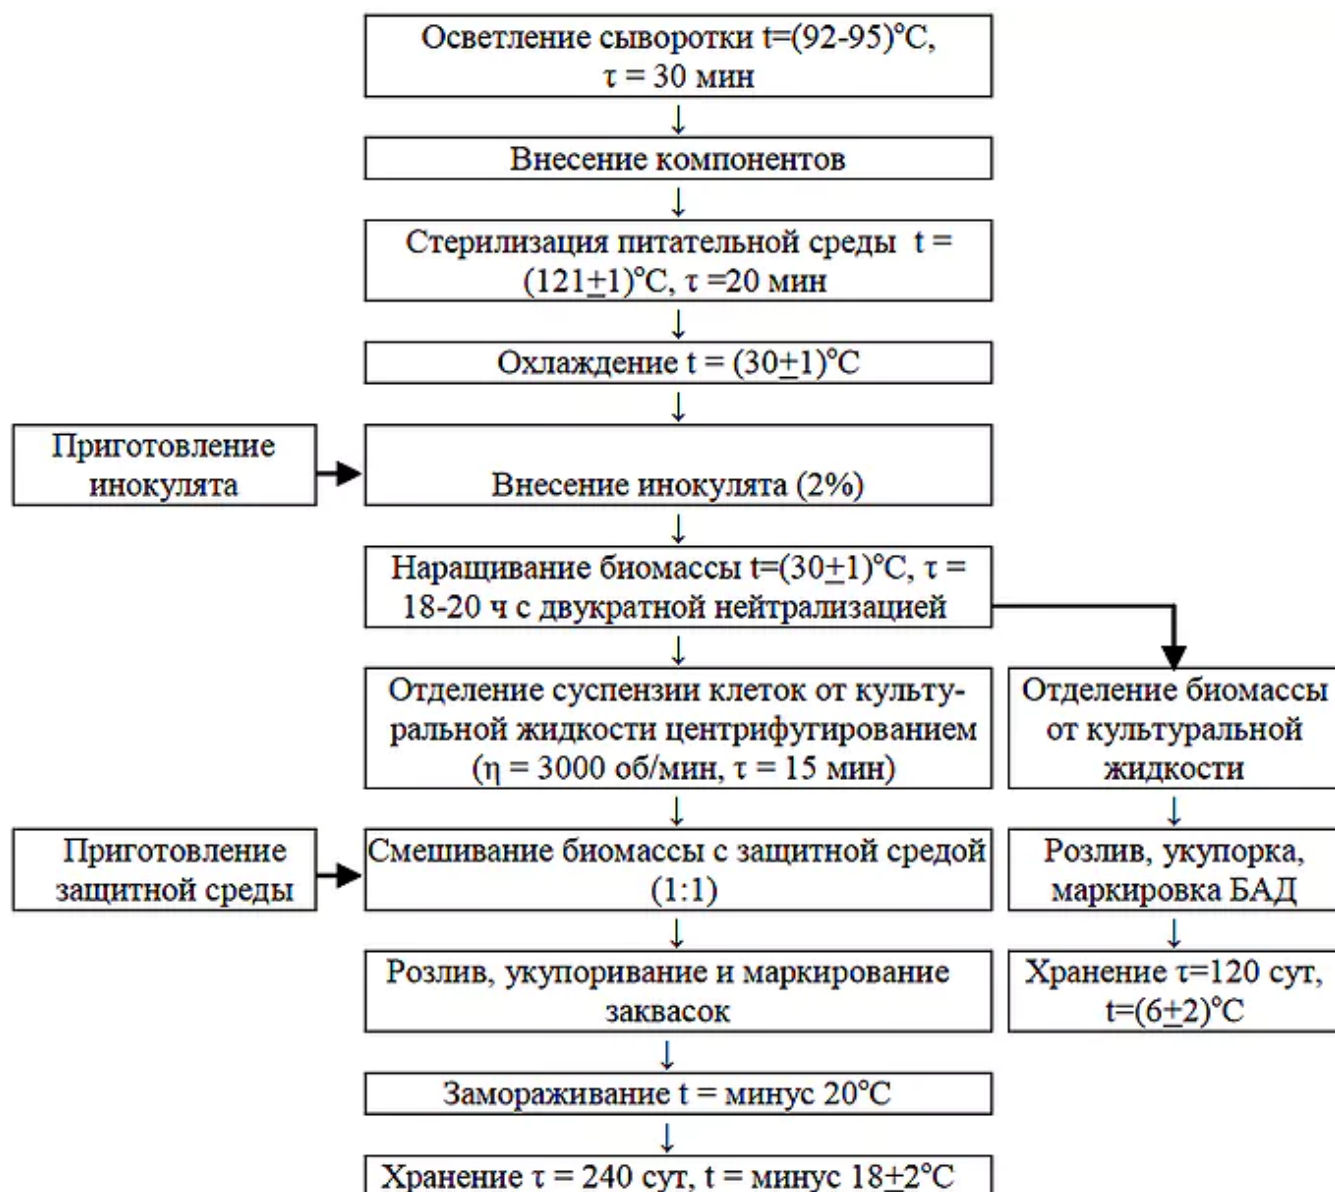 Осветление сыворотки t=(92-95)°С,
τ = 30 мин
↓
Внесение компонентов
↓
Стерилизация питательной среды t =
(121±1)°С, τ =20 мин
↓
Охлаждение t = (30±1)°С
↓
Приготовление
инокулята
Внесение инокулята (2%)
↓
Наращивание биомассы t=(30±1)°С, τ =
18-20 ч с двукратной нейтрализацией
↓
Отделение суспензии клеток от культу-
ральной жидкости центрифугированием
(η = 3000 об/мин, τ = 15 мин)
Отделение биомассы
от культуральной
жидкости
↓
↓
Приготовление
защитной среды
Смешивание биомассы с защитной средой
(1:1)
Розлив, укупорка,
маркировка БАД
↓
↓
Розлив, укупоривание и маркирование
заквасок
Хранение τ=120 сут,
t=(6±2)°С
↓
Замораживание t = минус 20°С
↓
Хранение τ = 240 сут, t = минус 18±2°С